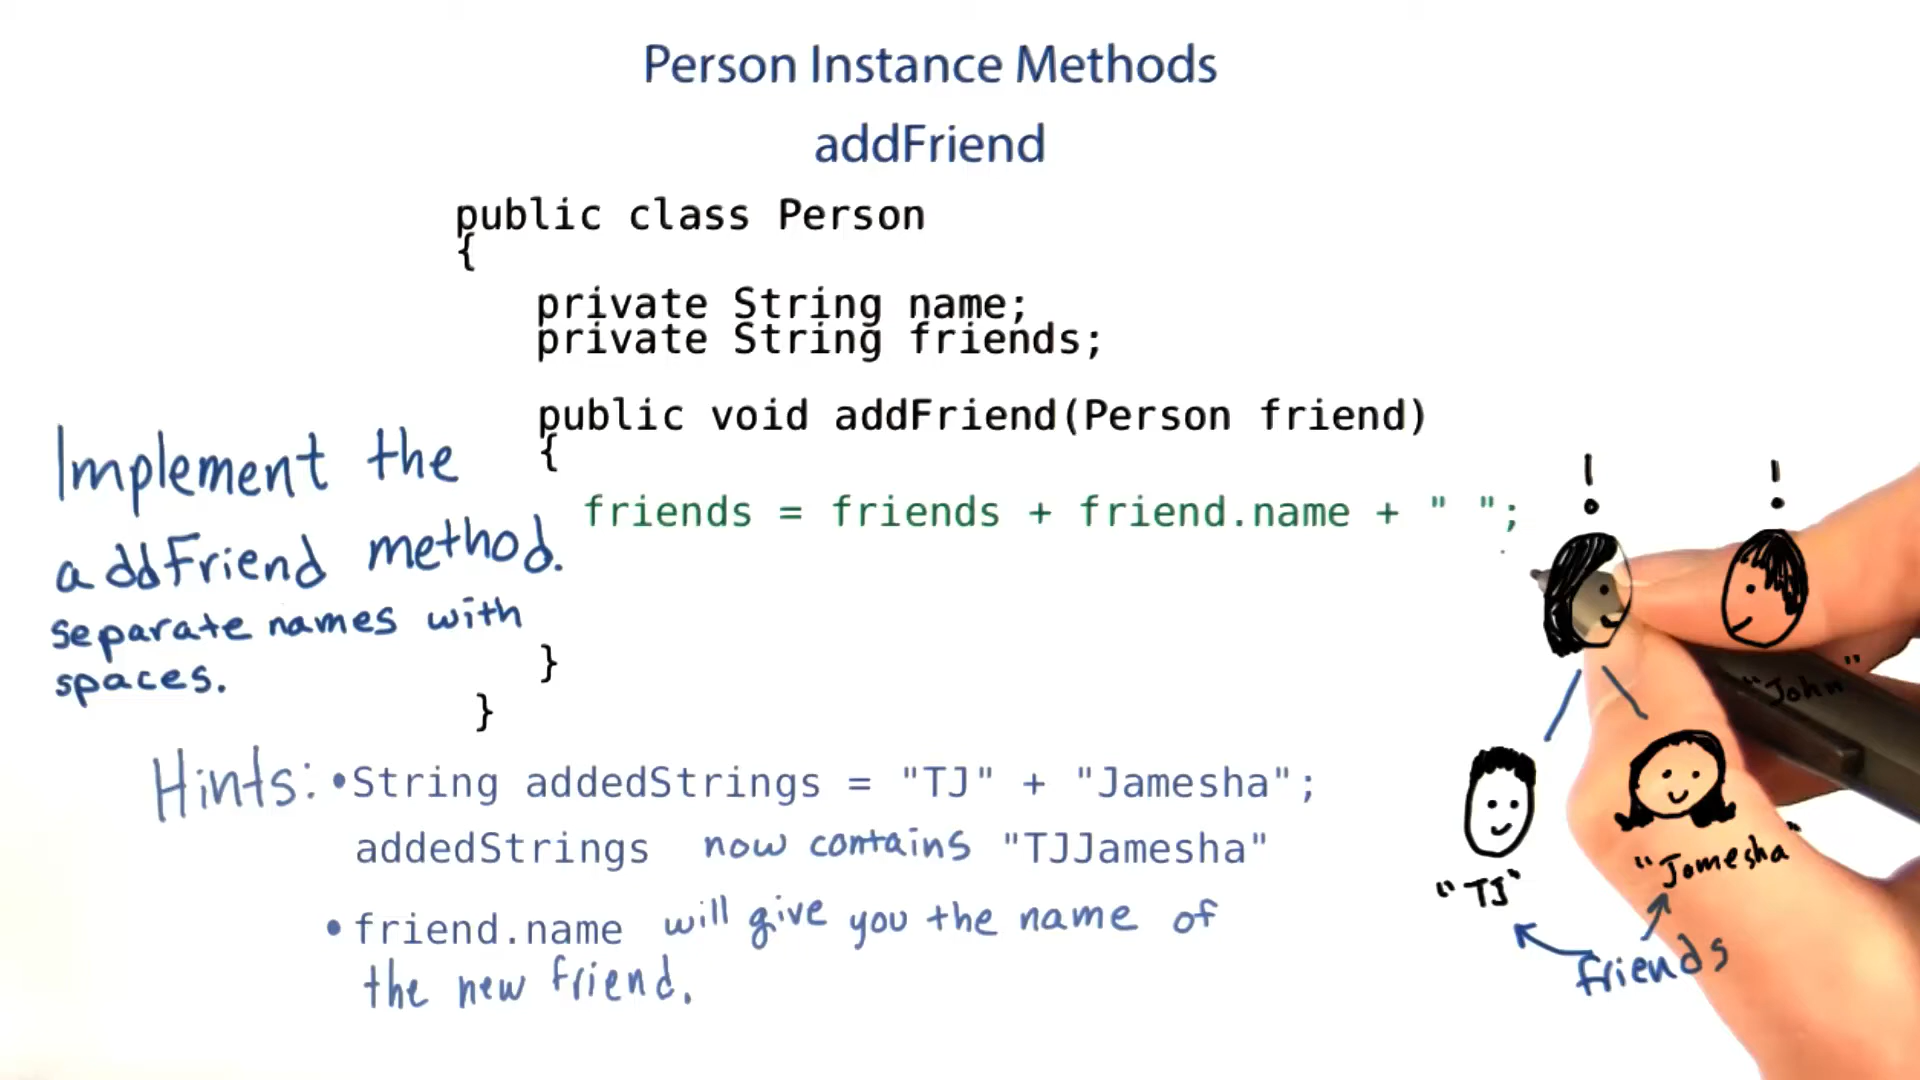 Person Instance Methods
addFriend
public class Person
{
private String name;
private String friends;
public void addFriend(Person friend)
{
friends = friends + friend.name + " ";
}
}
Implement the
addFriend method.
separate names with
spaces.
Hints: •String addedStrings = "TJ" + "Jamesha";
addedStrings now contains "TJJamesha"
• friend.name will give you the name of
the new friend.
! !
"John"
"TJ"
"Jamesha"
friends